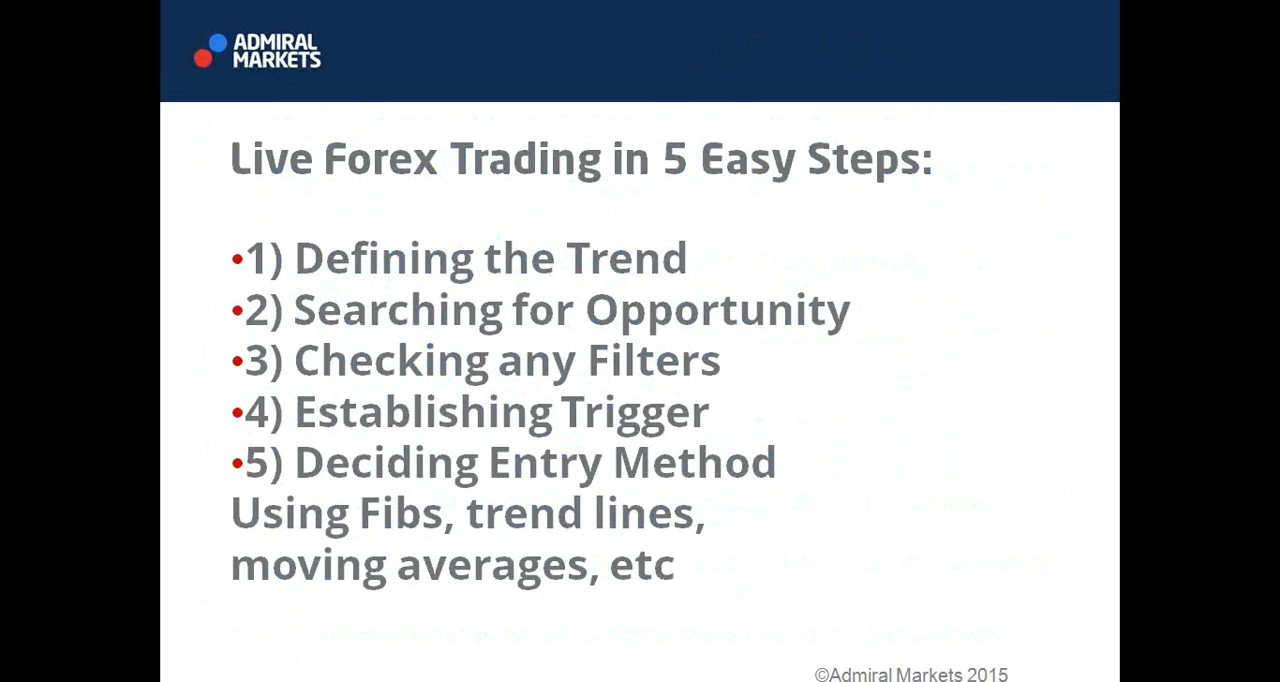 ADMIRAL
MARKETS
Live Forex Trading in 5 Easy Steps:
•1) Defining the Trend
•2) Searching for Opportunity
•3) Checking any Filters
•4) Establishing Trigger
•5) Deciding Entry Method
Using Fibs, trend lines,
moving averages, etc
©Admiral Markets 2015